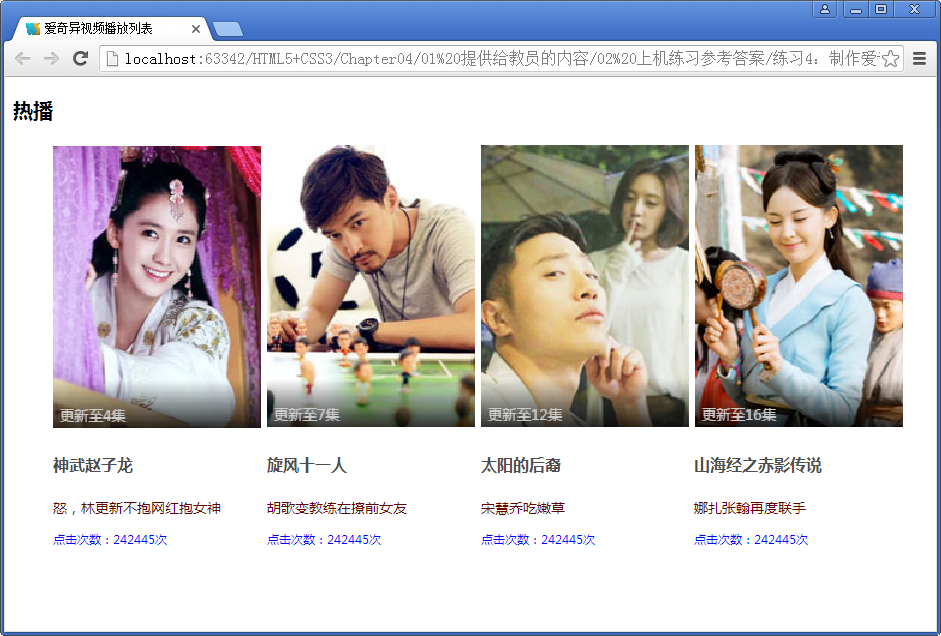 爱奇异视频播放列表
localhost:63342/HTML5+CSS3/Chapter04/01%20提供给教员的内容/02%20上机练习参考答案/练习4：制作爱
热播
更新至4集 更新至7集 更新至12集 更新至16集
神武赵子龙 旋风十一人 太阳的后裔 山海经之赤影传说
怒，林更新不抱网红抱女神 胡歌变教练在撩前女友 宋慧乔吃嫩草 娜扎张翰再度联手
点击次数：242445次 点击次数：242445次 点击次数：242445次 点击次数：242445次